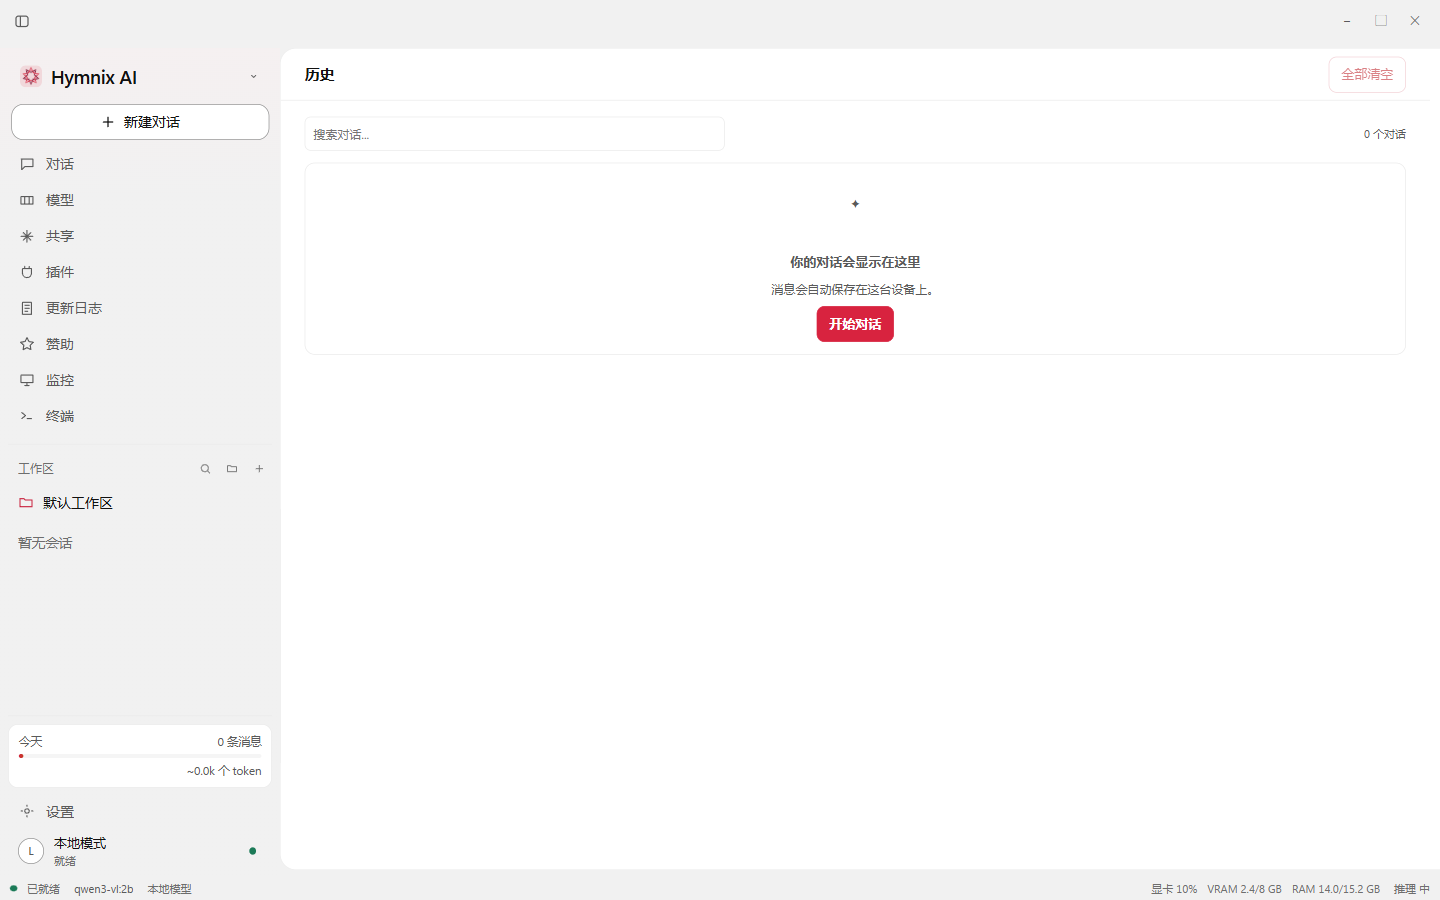 Hymnix AI
新建对话
对话
模型
共享
插件
更新日志
赞助
监控
终端
工作区
默认工作区
暂无会话
今天 0 条消息
~0.0k 个 token
设置
L 本地模式
就绪
历史 全部清空
搜索对话... 0 个对话
你的对话会显示在这里
消息会自动保存在这台设备上。
开始对话
已就绪 qwen3-vl:2b 本地模型 显卡 10% VRAM 2.4/8 GB RAM 14.0/15.2 GB 推理 中